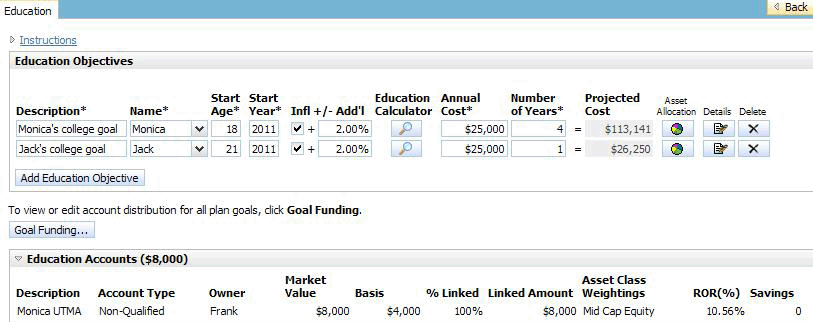 Education
Back
Instructions
Education Objectives
Description* Name* Start Age* Start Year* Infl +/- Add'l Education Calculator Annual Cost* Number of Years* Projected Cost Asset Allocation Details Delete
Monica's college goal Monica 18 2011 + 2.00% $25,000 4 = $113,141
Jack's college goal Jack 21 2011 + 2.00% $25,000 1 = $26,250
Add Education Objective
To view or edit account distribution for all plan goals, click Goal Funding.
Goal Funding...
Education Accounts ($8,000)
Description Account Type Owner Market Value Basis % Linked Linked Amount Asset Class Weightings ROR(%) Savings
Monica UTMA Non-Qualified Frank $8,000 $4,000 100% $8,000 Mid Cap Equity 10.56% 0